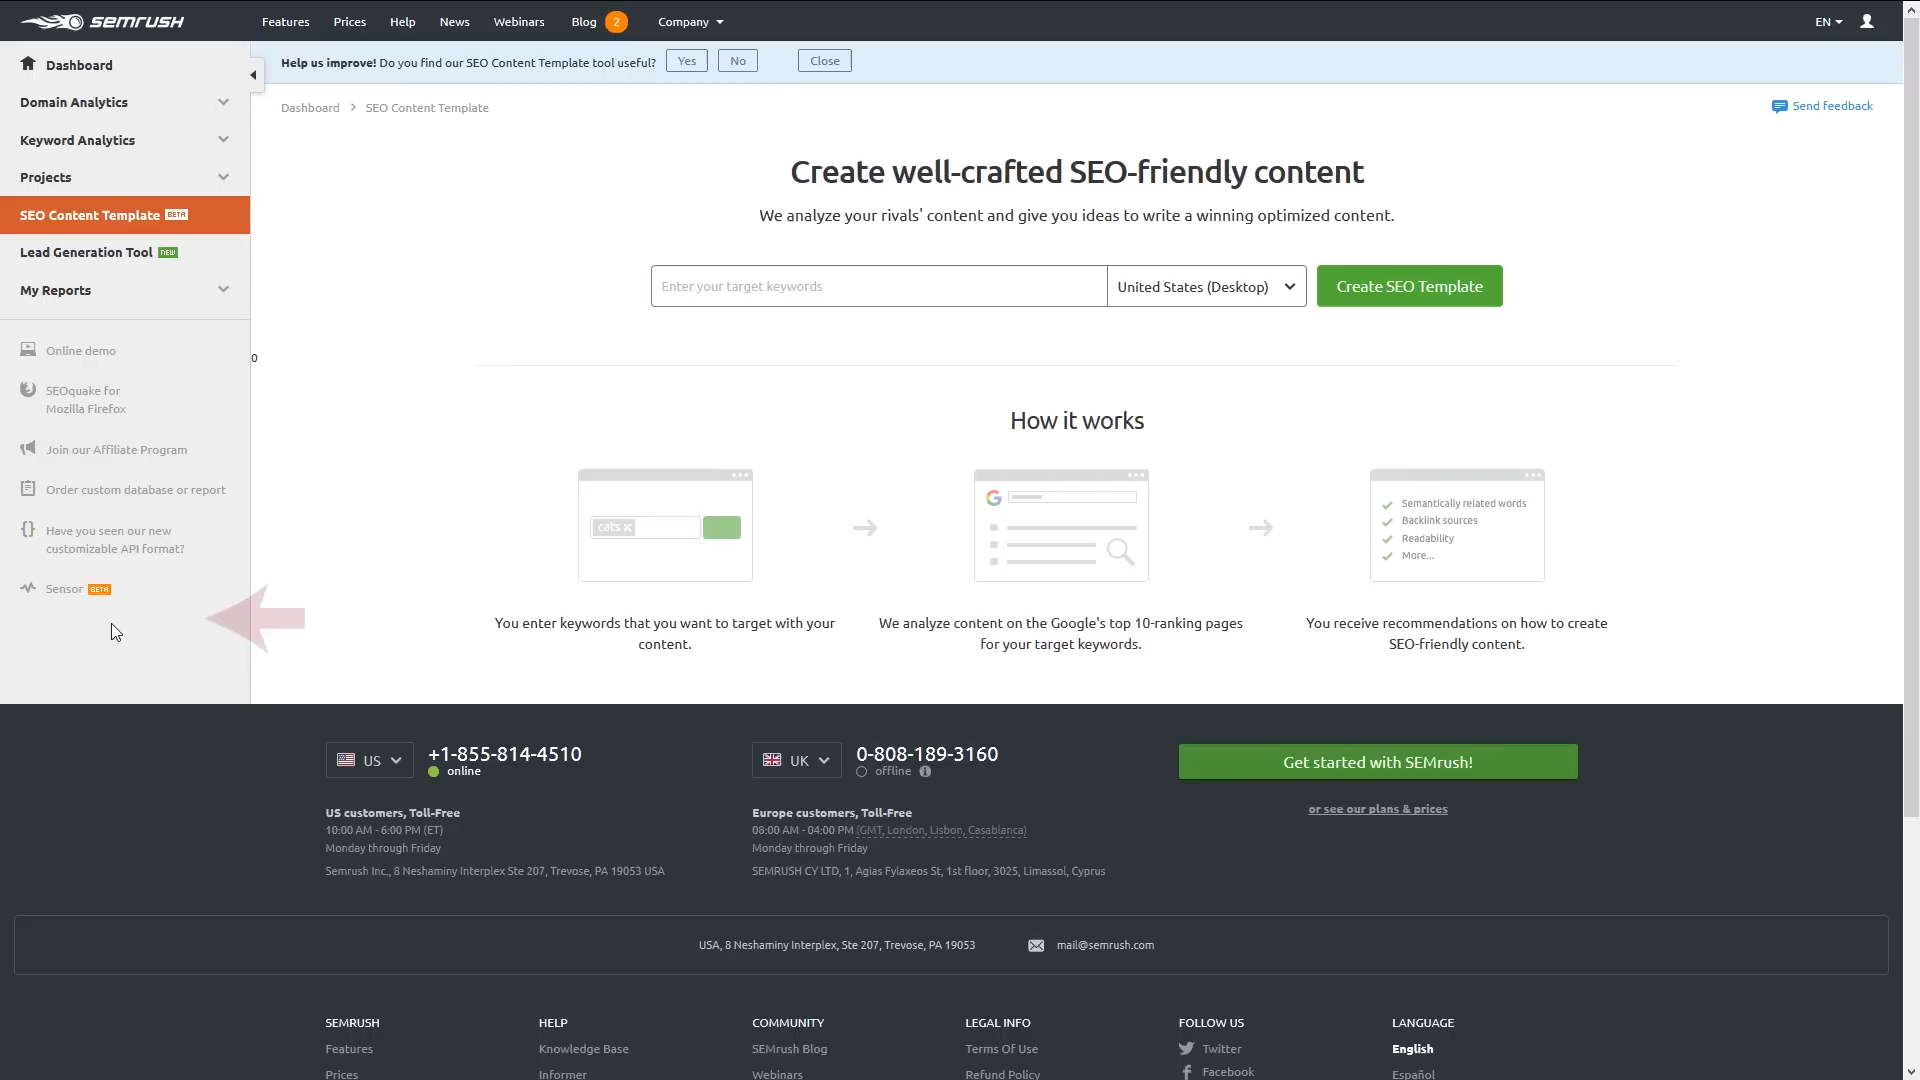 SEMRUSH
Features
Prices
Help
News
Webinars
Blog 2
Company
EN
Dashboard
Domain Analytics
Keyword Analytics
Projects
SEO Content Template BETA
Lead Generation Tool NEW
My Reports
Online demo
SEOquake for
Mozilla Firefox
Join our Affiliate Program
Order custom database or report
Have you seen our new
customizable API format?
Sensor BETA
Help us improve! Do you find our SEO Content Template tool useful?
Yes
No
Close
Dashboard > SEO Content Template
Send feedback
Create well-crafted SEO-friendly content
We analyze your rivals' content and give you ideas to write a winning optimized content.
Enter your target keywords
United States (Desktop)
Create SEO Template
0
How it works
cats x
G
Semantically related words
Backlink sources
Readability
More...
You enter keywords that you want to target with your
content.
We analyze content on the Google's top 10-ranking pages
for your target keywords.
You receive recommendations on how to create
SEO-friendly content.
US
+1-855-814-4510
online
US customers, Toll-Free
10:00 AM - 6:00 PM (ET)
Monday through Friday
Semrush Inc., 8 Neshaminy Interplex Ste 207, Trevose, PA 19053 USA
UK
0-808-189-3160
offline
Europe customers, Toll-Free
08:00 AM - 04:00 PM (GMT, London, Lisbon, Casablanca)
Monday through Friday
SEMRUSH CY LTD, 1, Agias Fylaxeos St, 1st floor, 3025, Limassol, Cyprus
Get started with SEMrush!
or see our plans & prices
USA, 8 Neshaminy Interplex, Ste 207, Trevose, PA 19053
mail@semrush.com
SEMRUSH
Features
Prices
HELP
Knowledge Base
Informer
COMMUNITY
SEMrush Blog
Webinars
LEGAL INFO
Terms Of Use
Refund Policy
FOLLOW US
Twitter
Facebook
LANGUAGE
English
Español